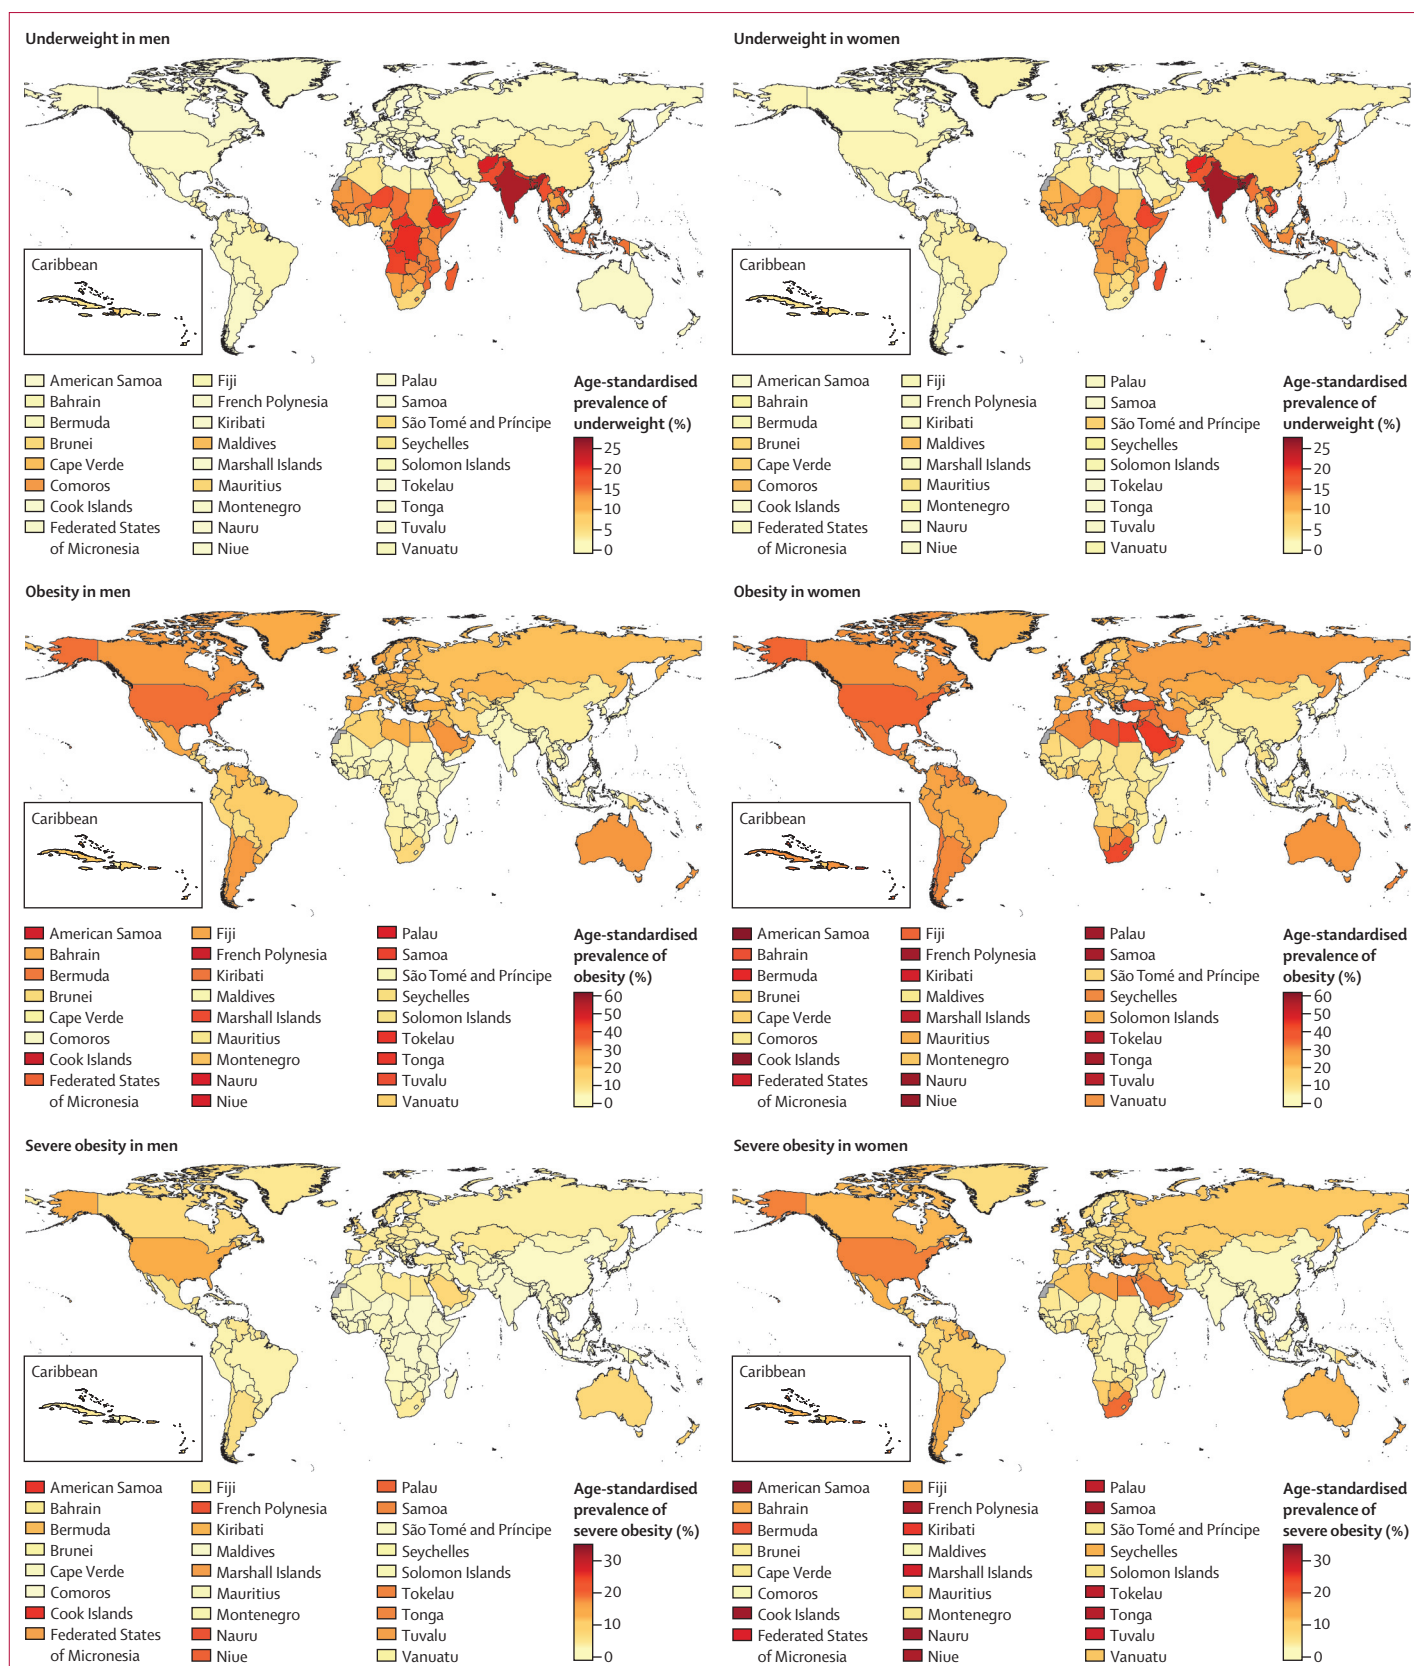 Underweight in men
Caribbean
American Samoa
Bahrain
Bermuda
Brunei
Cape Verde
Comoros
Cook Islands
Federated States
of Micronesia
Fiji
French Polynesia
Kiribati
Maldives
Marshall Islands
Mauritius
Montenegro
Nauru
Niue
Palau
Samoa
São Tomé and Príncipe
Seychelles
Solomon Islands
Tokelau
Tonga
Tuvalu
Vanuatu
Age-standardised
prevalence of
underweight (%)
25
20
15
10
5
0
Underweight in women
Caribbean
American Samoa
Bahrain
Bermuda
Brunei
Cape Verde
Comoros
Cook Islands
Federated States
of Micronesia
Fiji
French Polynesia
Kiribati
Maldives
Marshall Islands
Mauritius
Montenegro
Nauru
Niue
Palau
Samoa
São Tomé and Príncipe
Seychelles
Solomon Islands
Tokelau
Tonga
Tuvalu
Vanuatu
Age-standardised
prevalence of
underweight (%)
25
20
15
10
5
0
Obesity in men
Caribbean
American Samoa
Bahrain
Bermuda
Brunei
Cape Verde
Comoros
Cook Islands
Federated States
of Micronesia
Fiji
French Polynesia
Kiribati
Maldives
Marshall Islands
Mauritius
Montenegro
Nauru
Niue
Palau
Samoa
São Tomé and Príncipe
Seychelles
Solomon Islands
Tokelau
Tonga
Tuvalu
Vanuatu
Age-standardised
prevalence of
obesity (%)
60
50
40
30
20
10
0
Obesity in women
Caribbean
American Samoa
Bahrain
Bermuda
Brunei
Cape Verde
Comoros
Cook Islands
Federated States
of Micronesia
Fiji
French Polynesia
Kiribati
Maldives
Marshall Islands
Mauritius
Montenegro
Nauru
Niue
Palau
Samoa
São Tomé and Príncipe
Seychelles
Solomon Islands
Tokelau
Tonga
Tuvalu
Vanuatu
Age-standardised
prevalence of
obesity (%)
60
50
40
30
20
10
0
Severe obesity in men
Caribbean
American Samoa
Bahrain
Bermuda
Brunei
Cape Verde
Comoros
Cook Islands
Federated States
of Micronesia
Fiji
French Polynesia
Kiribati
Maldives
Marshall Islands
Mauritius
Montenegro
Nauru
Niue
Palau
Samoa
São Tomé and Príncipe
Seychelles
Solomon Islands
Tokelau
Tonga
Tuvalu
Vanuatu
Age-standardised
prevalence of
severe obesity (%)
30
20
10
0
Severe obesity in women
Caribbean
American Samoa
Bahrain
Bermuda
Brunei
Cape Verde
Comoros
Cook Islands
Federated States
of Micronesia
Fiji
French Polynesia
Kiribati
Maldives
Marshall Islands
Mauritius
Montenegro
Nauru
Niue
Palau
Samoa
São Tomé and Príncipe
Seychelles
Solomon Islands
Tokelau
Tonga
Tuvalu
Vanuatu
Age-standardised
prevalence of
severe obesity (%)
30
20
10
0